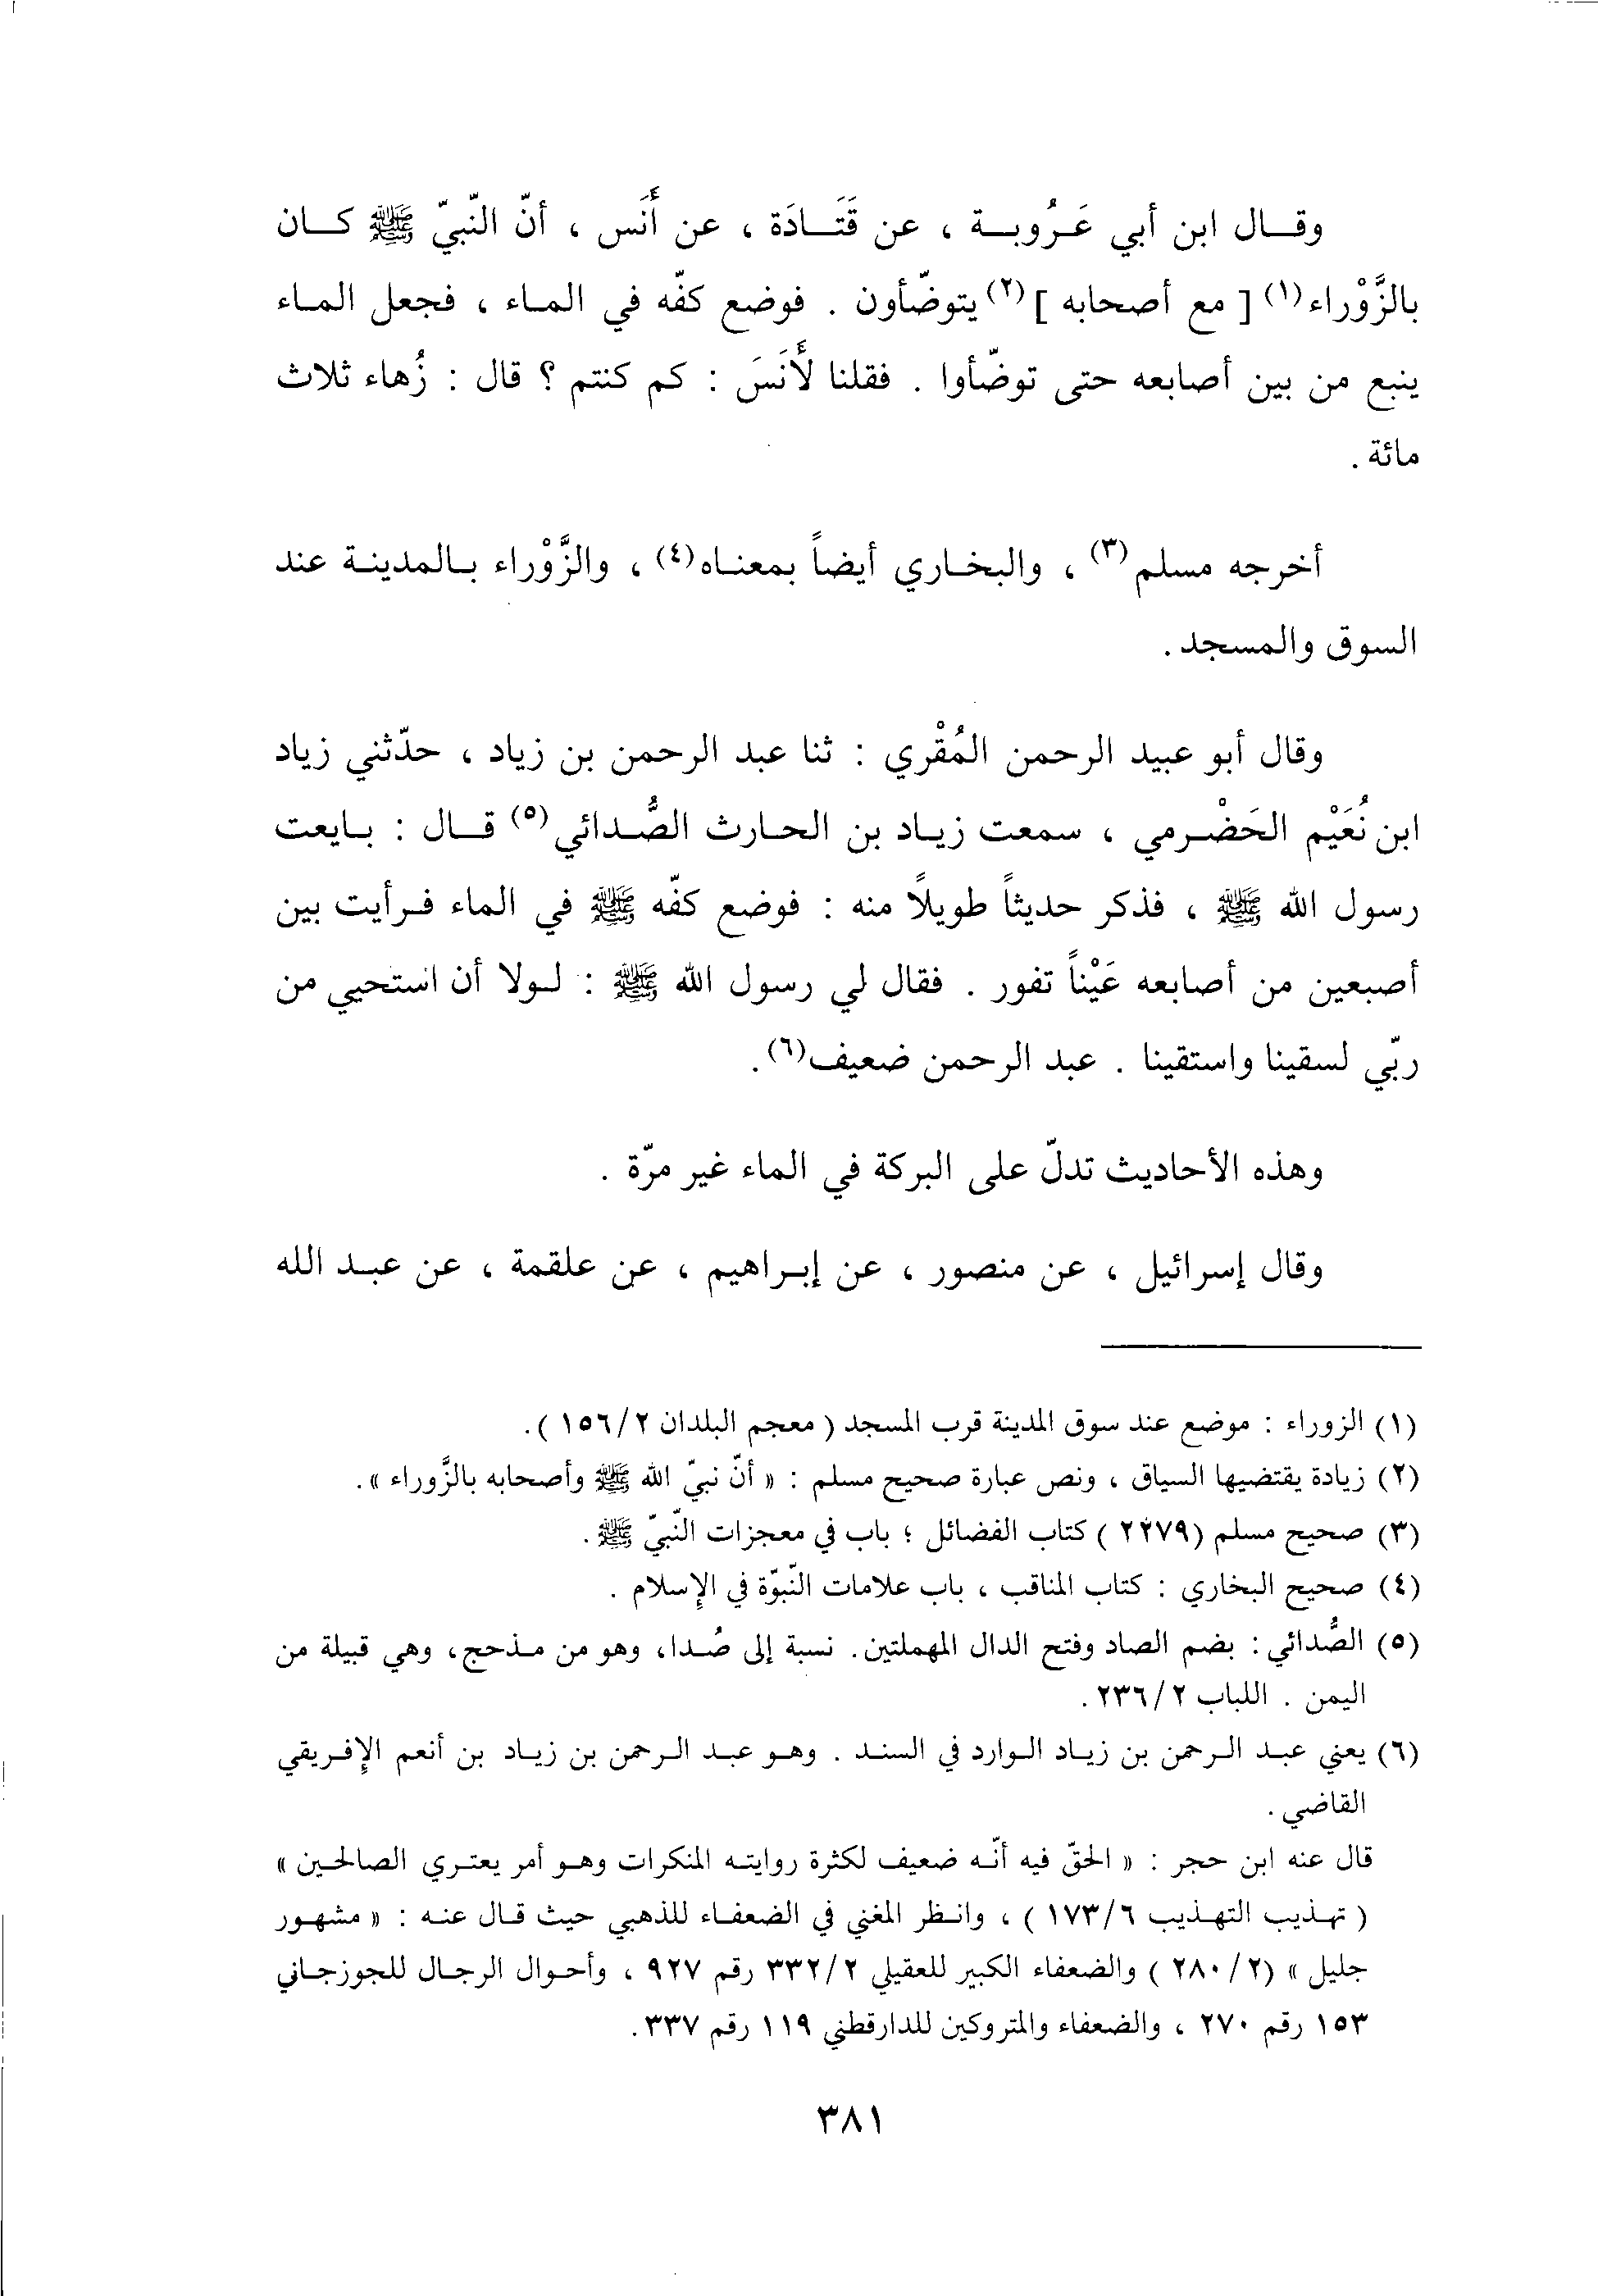 وقال ابن أبي عَرُوبة ، عن قَتَادَة ، عن أَنَس ، أنّ النّبيّ ﷺ كان
بالزَّوْراء(١) [ مع أصحابه ](٢) يتوضّأون . فوضع كفّه في الماء ، فجعل الماء
ينبع من بين أصابعه حتى توضّأوا . فقلنا لأَنَسَ : كم كنتم ؟ قال : زُهاء ثلاث
مائة .
أخرجه مسلم(٣) ، والبخاري أيضاً بمعناه(٤) ، والزَّوْراء بالمدينة عند
السوق والمسجد .
وقال أبو عبيد الرحمن المُقْري : ثنا عبد الرحمن بن زياد ، حدّثني زياد
ابن نُعَيْم الحَضْرمي ، سمعت زياد بن الحارث الصُّدائي(٥) قال : بايعت
رسول الله ﷺ ، فذكر حديثاً طويلاً منه : فوضع كفّه ﷺ في الماء فرأيت بين
أصبعين من أصابعه عَيْناً تفور . فقال لي رسول الله ﷺ : لولا أن استحيي من
ربّي لسقينا واستقينا . عبد الرحمن ضعيف(٦) .
وهذه الأحاديث تدلّ على البركة في الماء غير مرّة .
وقال إسرائيل ، عن منصور ، عن إبراهيم ، عن علقمة ، عن عبد الله
(١) الزوراء : موضع عند سوق المدينة قرب المسجد ( معجم البلدان ٢/ ١٥٦ ) .
(٢) زيادة يقتضيها السياق ، ونص عبارة صحيح مسلم : « أنّ نبيّ الله ﷺ وأصحابه بالزَّوراء » .
(٣) صحيح مسلم (٢٢٧٩ ) كتاب الفضائل ؛ باب في معجزات النّبيّ ﷺ .
(٤) صحيح البخاري : كتاب المناقب ، باب علامات النّبوّة في الإسلام .
(٥) الصُّدائي : بضم الصاد وفتح الدال المهملتين . نسبة إلى صُدا، وهو من مذحج، وهي قبيلة من
اليمن . اللباب ٢/ ٢٣٦ .
(٦) يعني عبد الرحمن بن زياد الوارد في السند . وهو عبد الرحمن بن زياد بن أنعم الإفريقي
القاضي .
قال عنه ابن حجر : « الحقّ فيه أنّه ضعيف لكثرة روايته المنكرات وهو أمر يعتري الصالحين »
( تهذيب التهذيب ٦/ ١٧٣ ) ، وانظر المغني في الضعفاء للذهبي حيث قال عنه : « مشهور
جليل » (٢/ ٢٨٠ ) والضعفاء الكبير للعقيلي ٢/ ٣٣٢ رقم ٩٢٧ ، وأحوال الرجال للجوزجاني
١٥٣ رقم ٢٧٠ ، والضعفاء والمتروكين للدارقطني ١١٩ رقم ٣٣٧ .
٣٨١